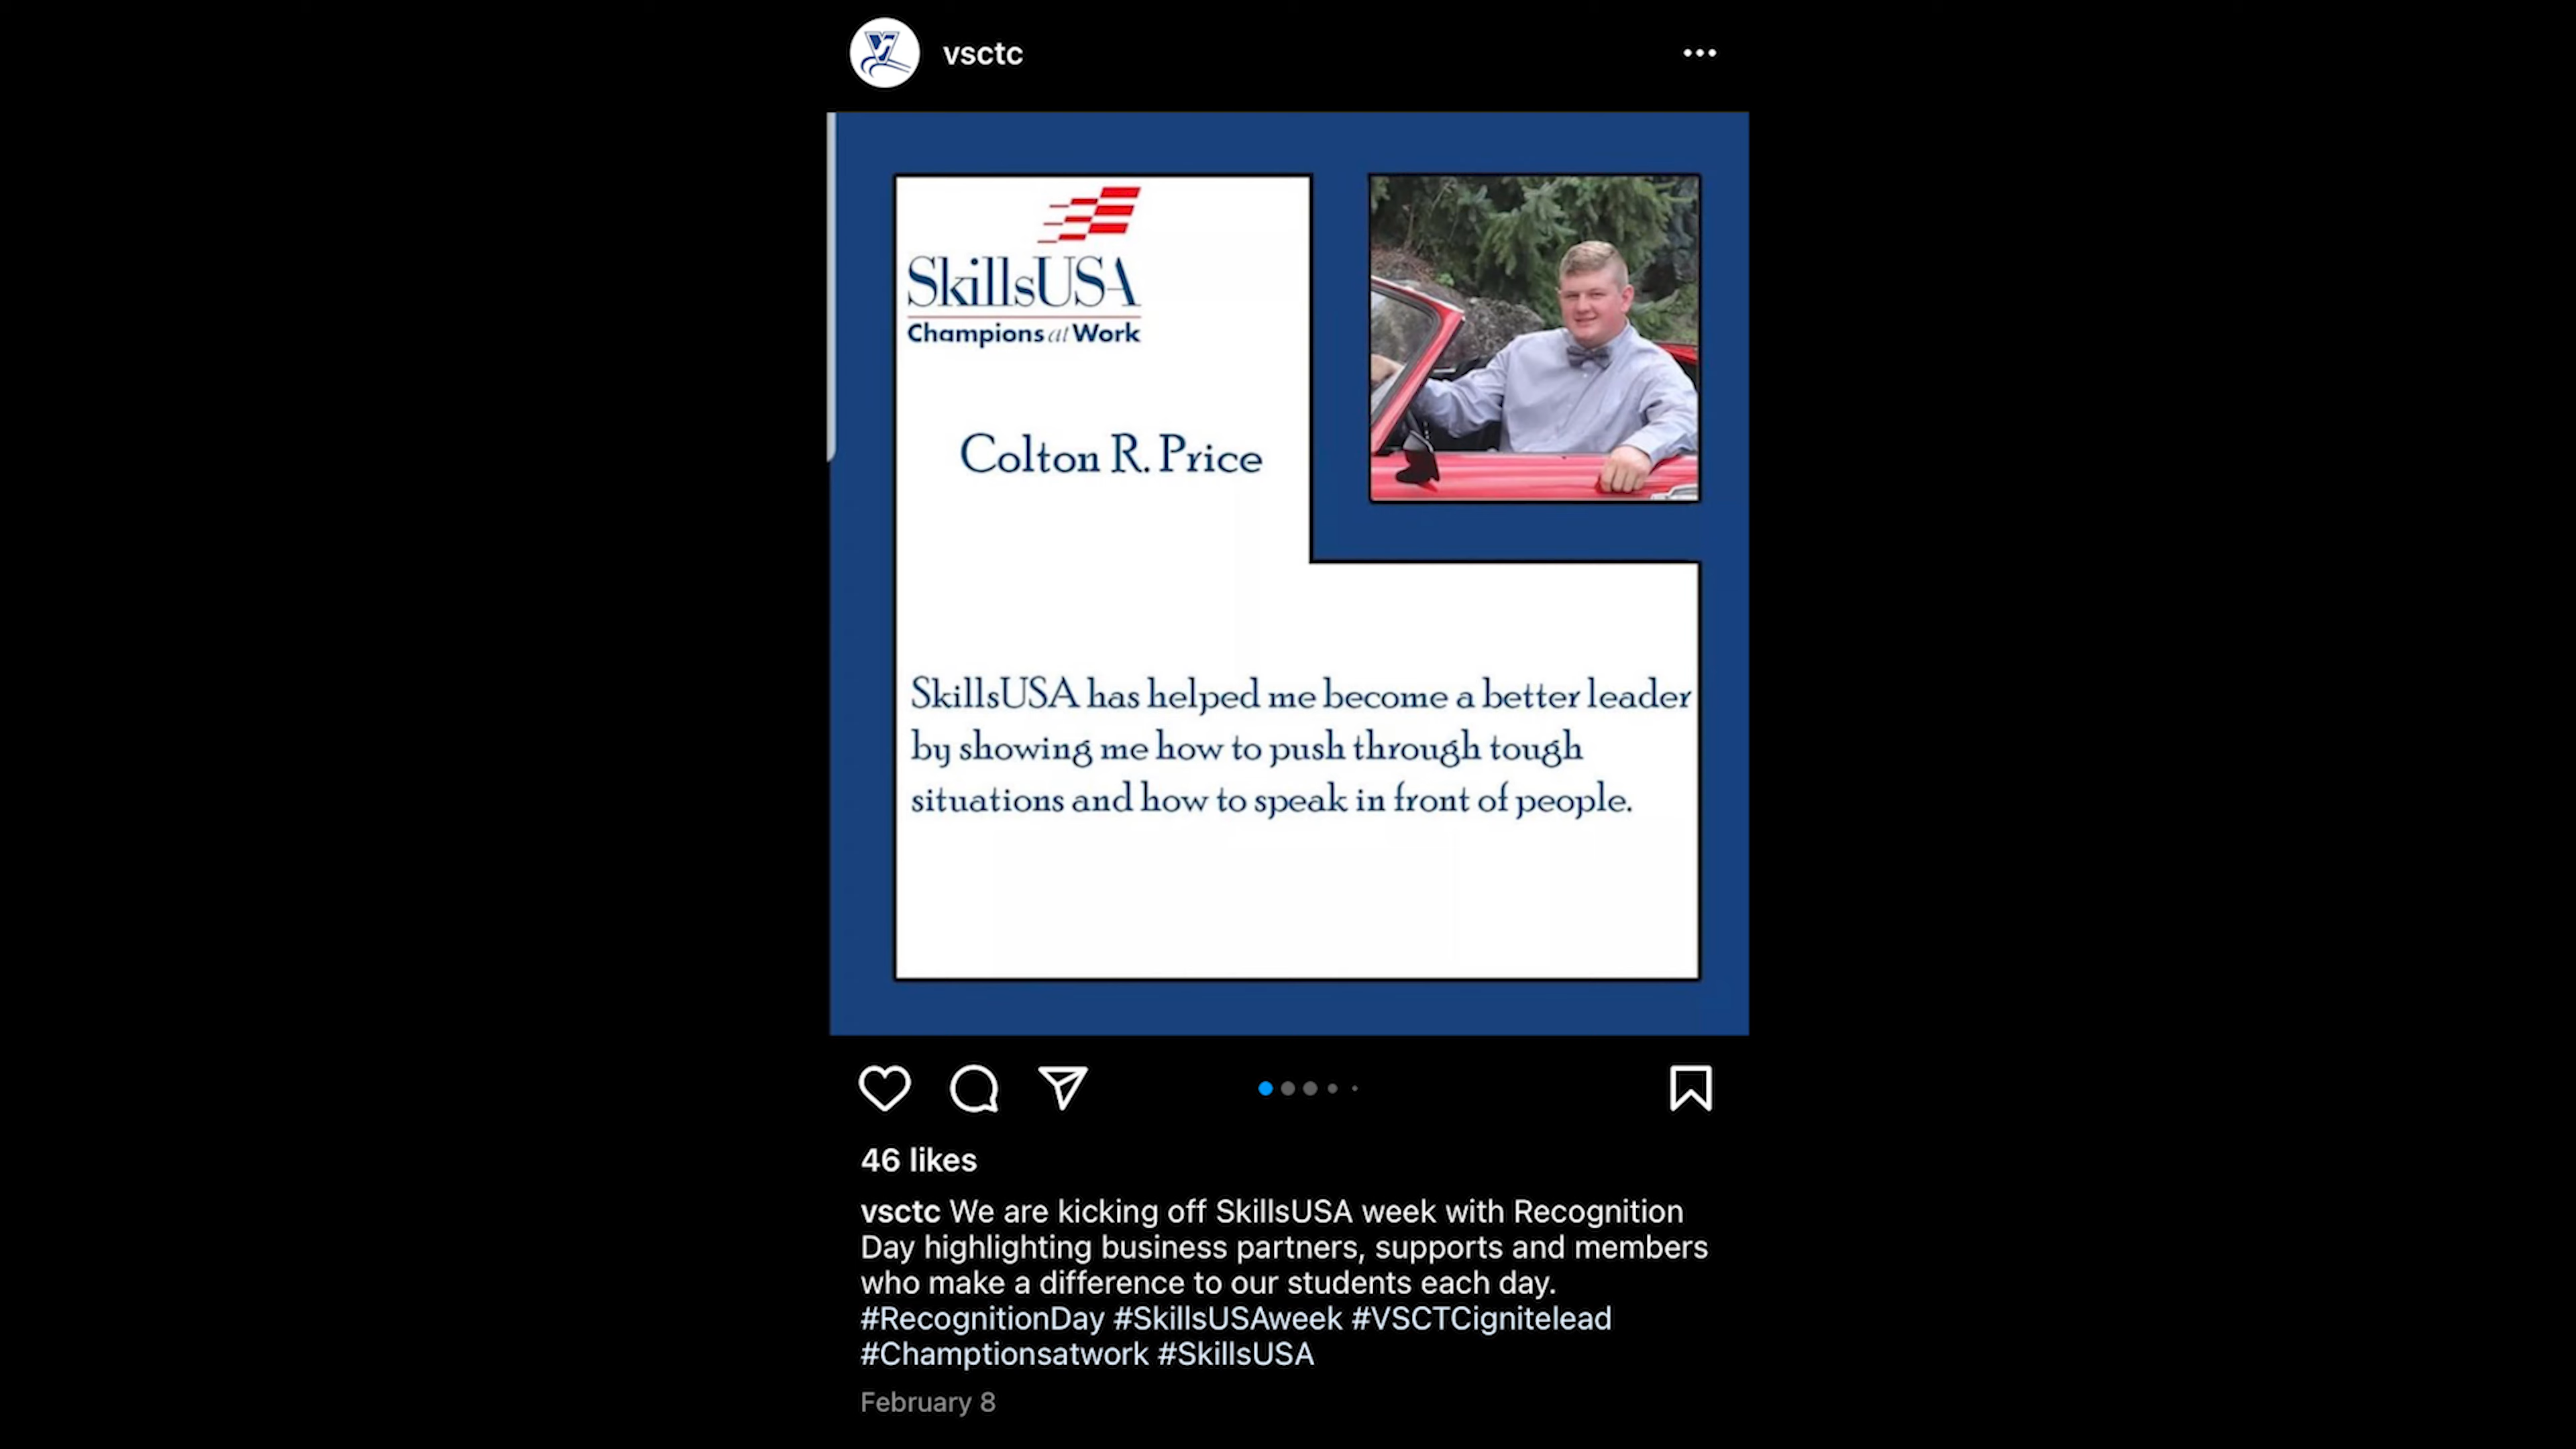 vsctc
SkillsUSA
Champions at Work
Colton R. Price
SkillsUSA has helped me become a better leader
by showing me how to push through tough
situations and how to speak in front of people.
46 likes
vsctc We are kicking off SkillsUSA week with Recognition
Day highlighting business partners, supports and members
who make a difference to our students each day.
#RecognitionDay #SkillsUSAweek #VSCTCignitelead
#Champtionsatwork #SkillsUSA
February 8